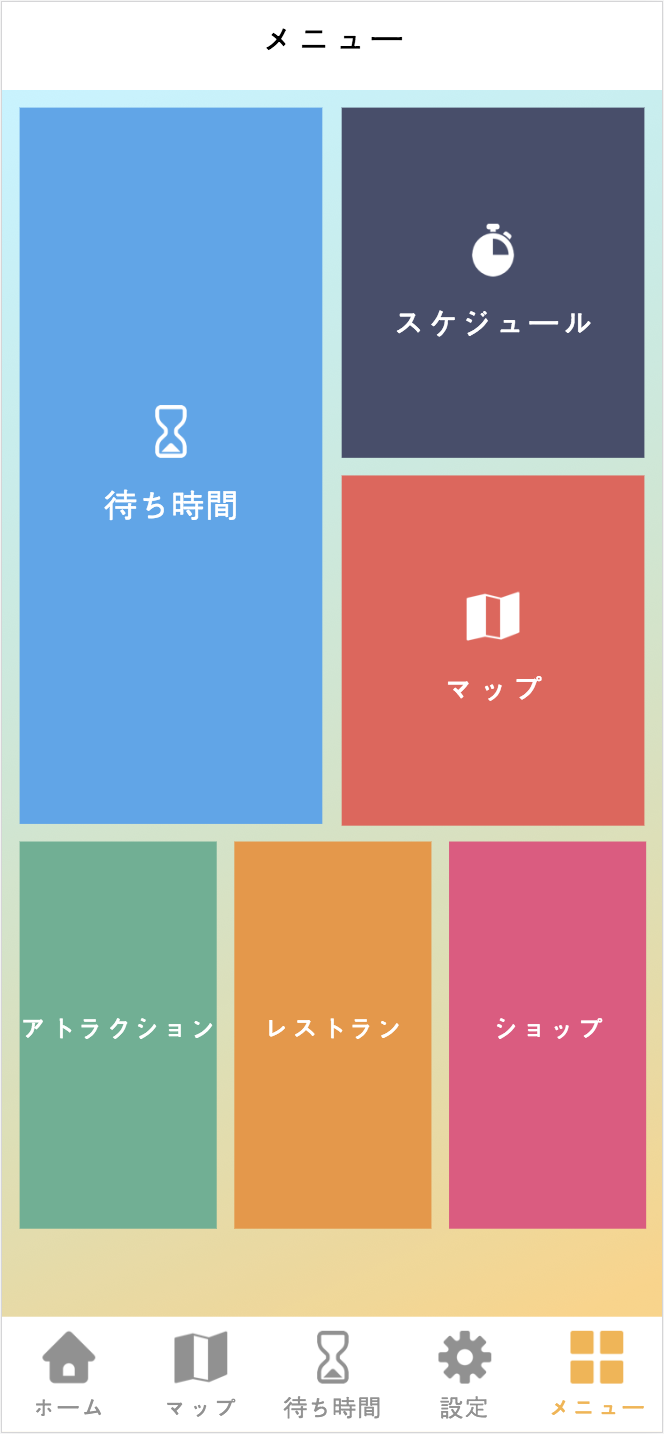 メニュー
待ち時間
スケジュール
マップ
アトラクション
レストラン
ショップ
ホーム
マップ
待ち時間
設定
メニュー